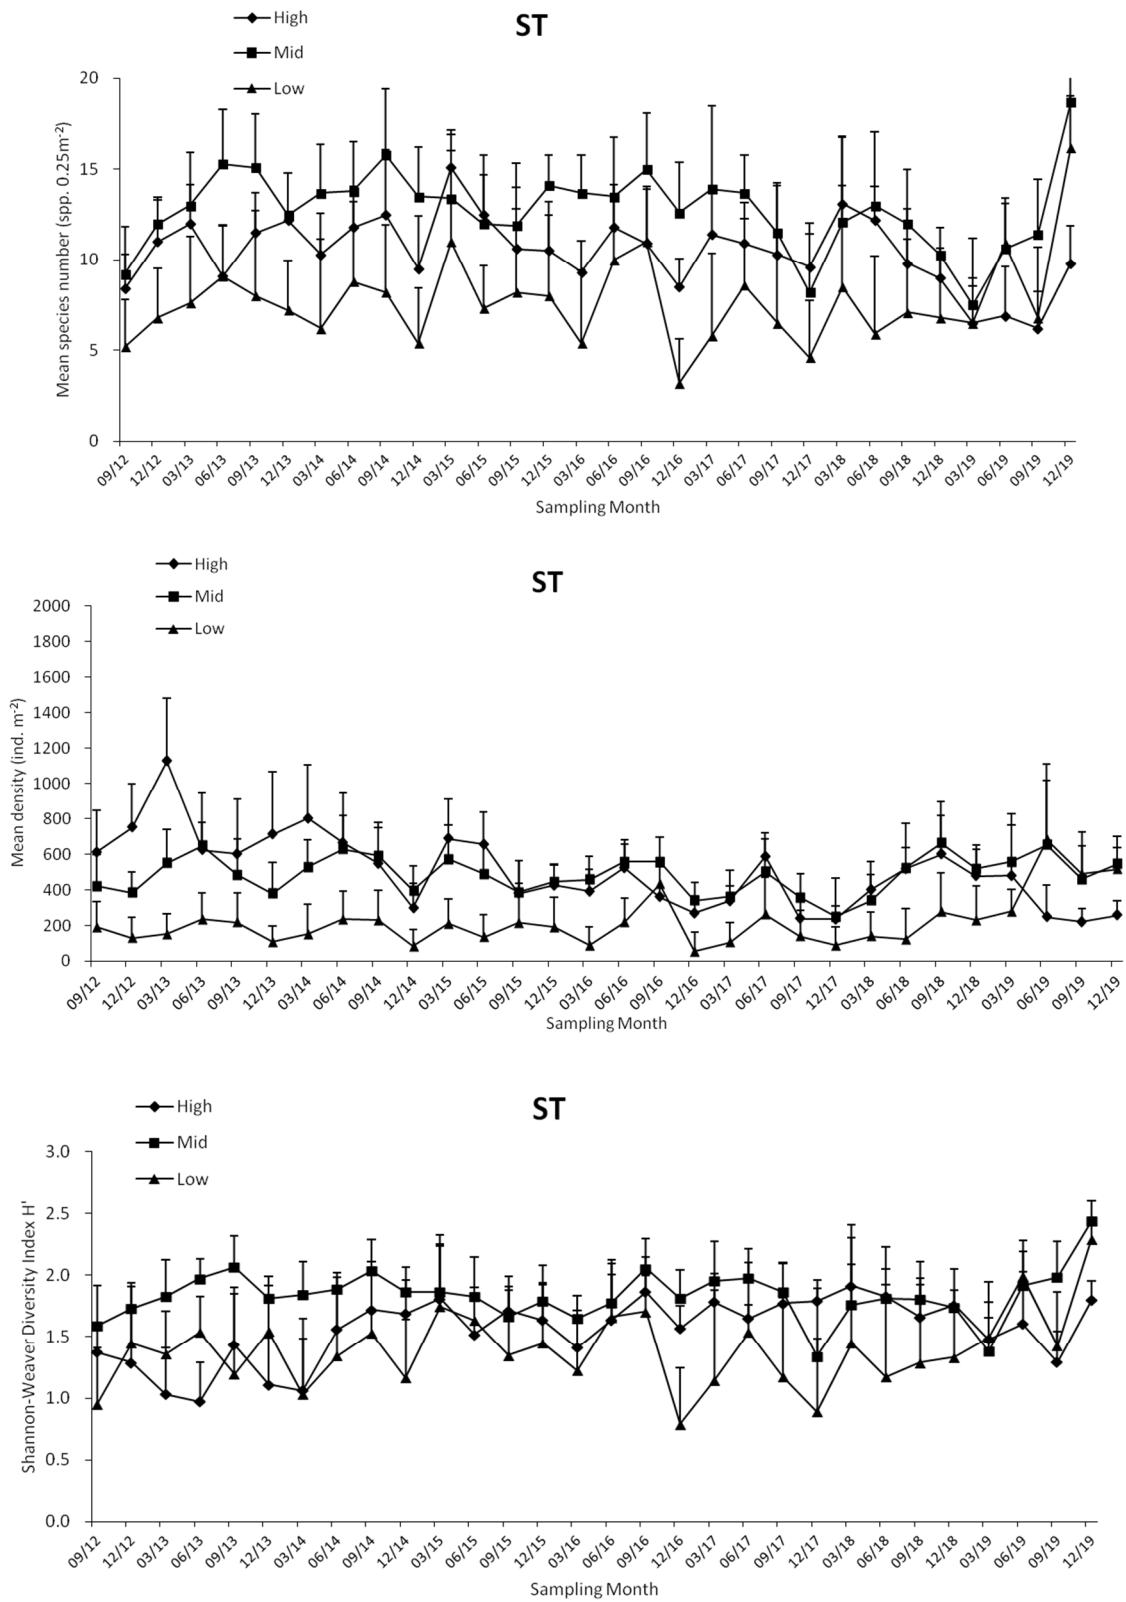 High
ST
Mid
Low
Mean species number (spp. 0.25m-2)
20
15
10
5
0
09/12 12/12 03/13 06/13 09/13 12/13 03/14 06/14 09/14 12/14 03/15 06/15 09/15 12/15 03/16 06/16 09/16 12/16 03/17 06/17 09/17 12/17 03/18 06/18 09/18 12/18 03/19 06/19 09/19 12/19
Sampling Month
High
ST
Mid
Low
Mean density (ind. m-2)
2000
1800
1600
1400
1200
1000
800
600
400
200
0
09/12 12/12 03/13 06/13 09/13 12/13 03/14 06/14 09/14 12/14 03/15 06/15 09/15 12/15 03/16 06/16 09/16 12/16 03/17 06/17 09/17 12/17 03/18 06/18 09/18 12/18 03/19 06/19 09/19 12/19
Sampling Month
High
ST
Mid
Low
Shannon-Weaver Diversity Index H'
3.0
2.5
2.0
1.5
1.0
0.5
0.0
09/12 12/12 03/13 06/13 09/13 12/13 03/14 06/14 09/14 12/14 03/15 06/15 09/15 12/15 03/16 06/16 09/16 12/16 03/17 06/17 09/17 12/17 03/18 06/18 09/18 12/18 03/19 06/19 09/19 12/19
Sampling Month